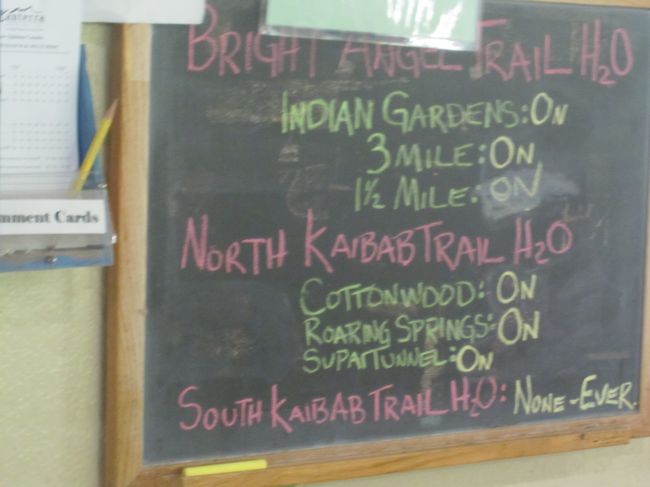 BRIGHT ANGEL TRAIL H2O
INDIAN GARDENS: ON
3 MILE: ON
1½ MILE: ON
NORTH KAIBAB TRAIL H2O
COTTONWOOD: ON
ROARING SPRINGS: ON
SUPAI TUNNEL: ON
SOUTH KAIBAB TRAIL H2O: NONE-EVER.
mment Cards